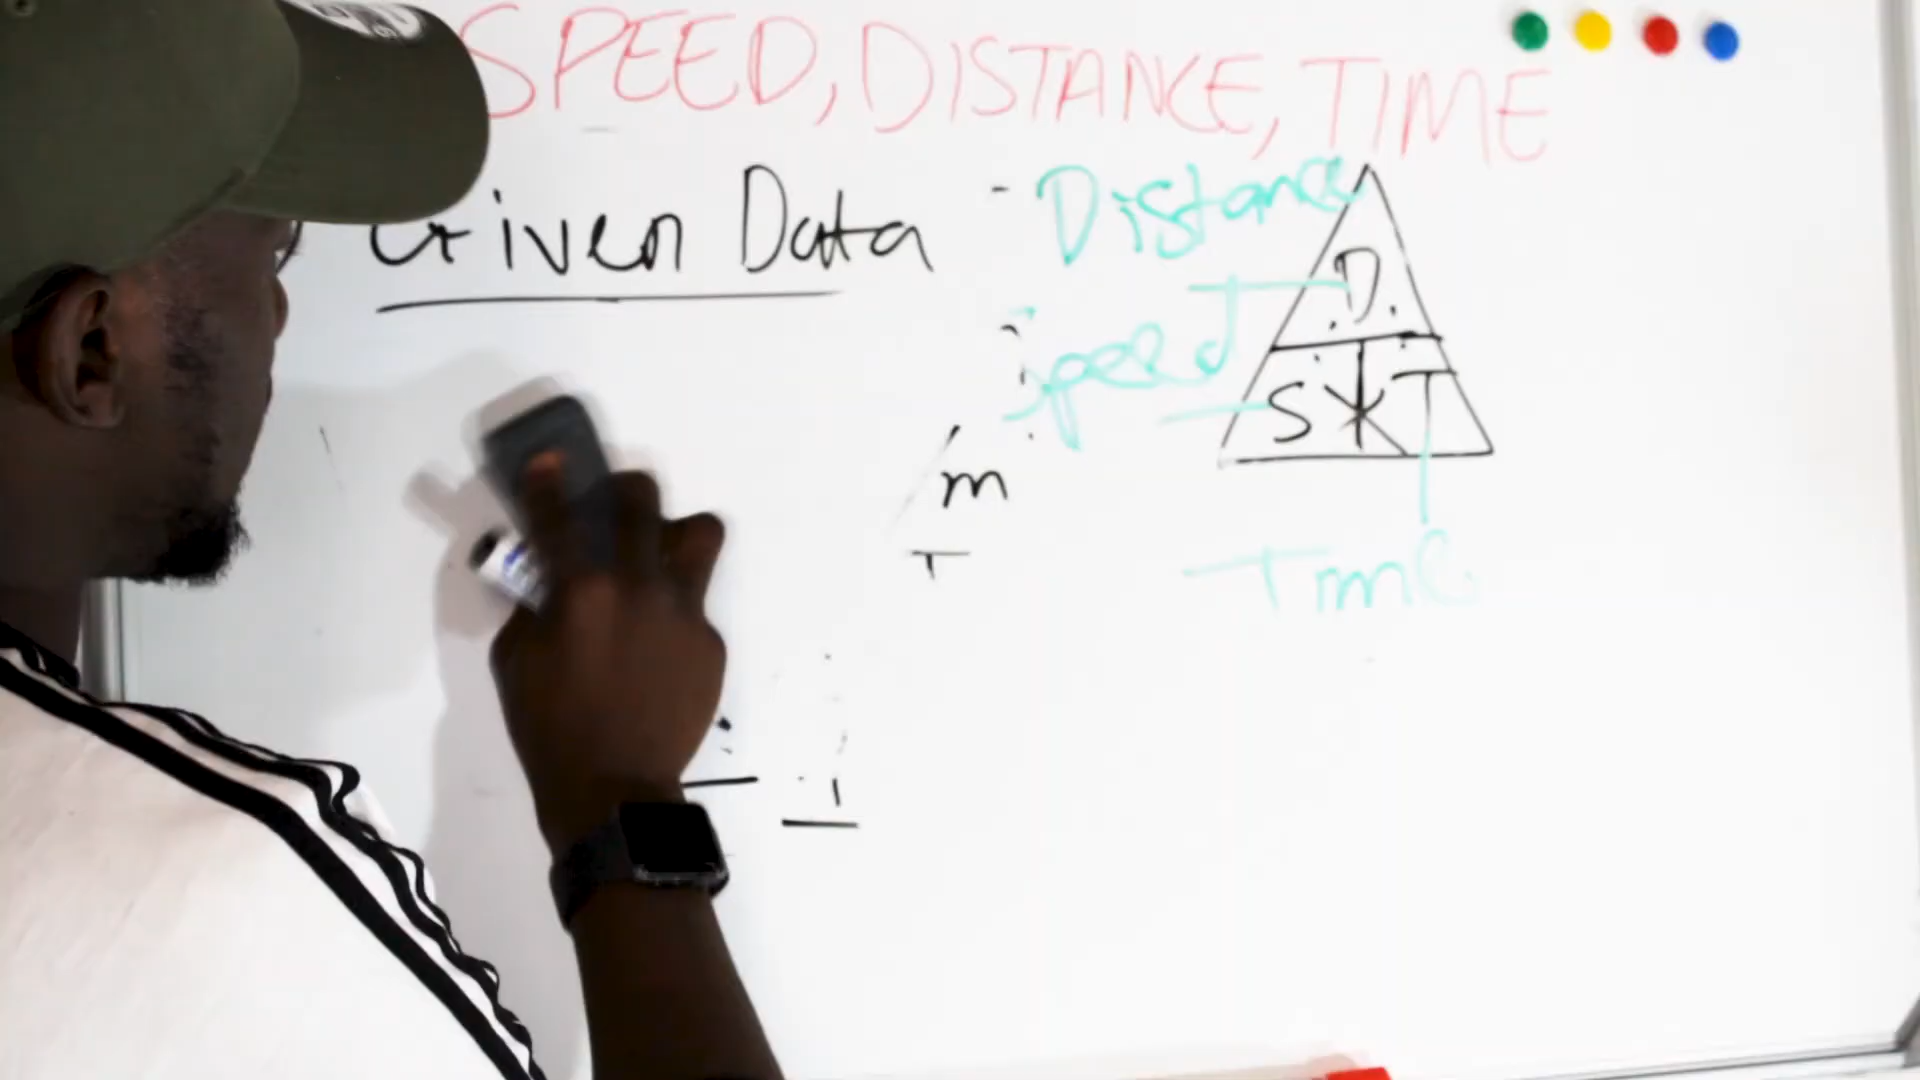 SPEED, DISTANCE, TIME
Given Data
- Distance
Speed
D
S X T
m
T
Time